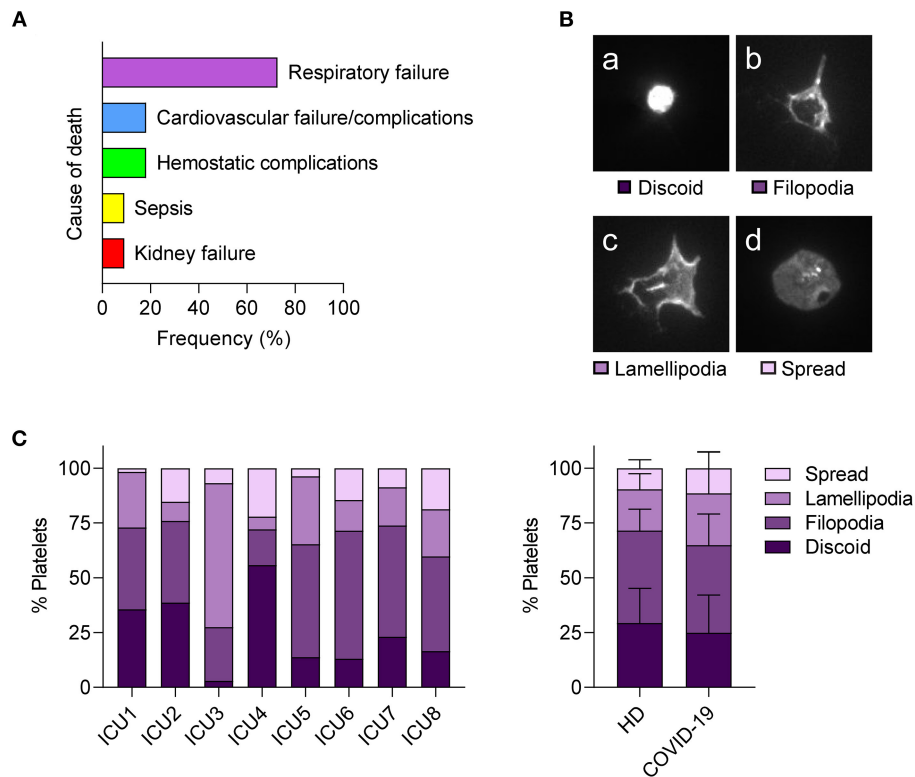 A
Cause of death
Respiratory failure
Cardiovascular failure/complications
Hemostatic complications
Sepsis
Kidney failure
0 20 40 60 80 100
Frequency (%)
B
a
b
Discoid
Filopodia
c
d
Lamellipodia
Spread
C
% Platelets
100
75
50
25
0
ICU1 ICU2 ICU3 ICU4 ICU5 ICU6 ICU7 ICU8
% Platelets
100
75
50
25
0
HD COVID-19
Spread
Lamellipodia
Filopodia
Discoid